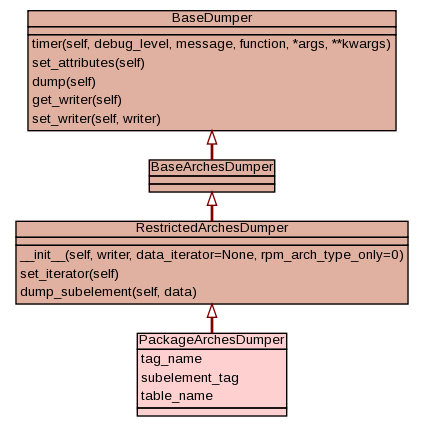 BaseDumper
timer(self, debug_level, message, function, *args, **kwargs)
set_attributes(self)
dump(self)
get_writer(self)
set_writer(self, writer)
BaseArchesDumper
RestrictedArchesDumper
__init__(self, writer, data_iterator=None, rpm_arch_type_only=0)
set_iterator(self)
dump_subelement(self, data)
PackageArchesDumper
tag_name
subelement_tag
table_name